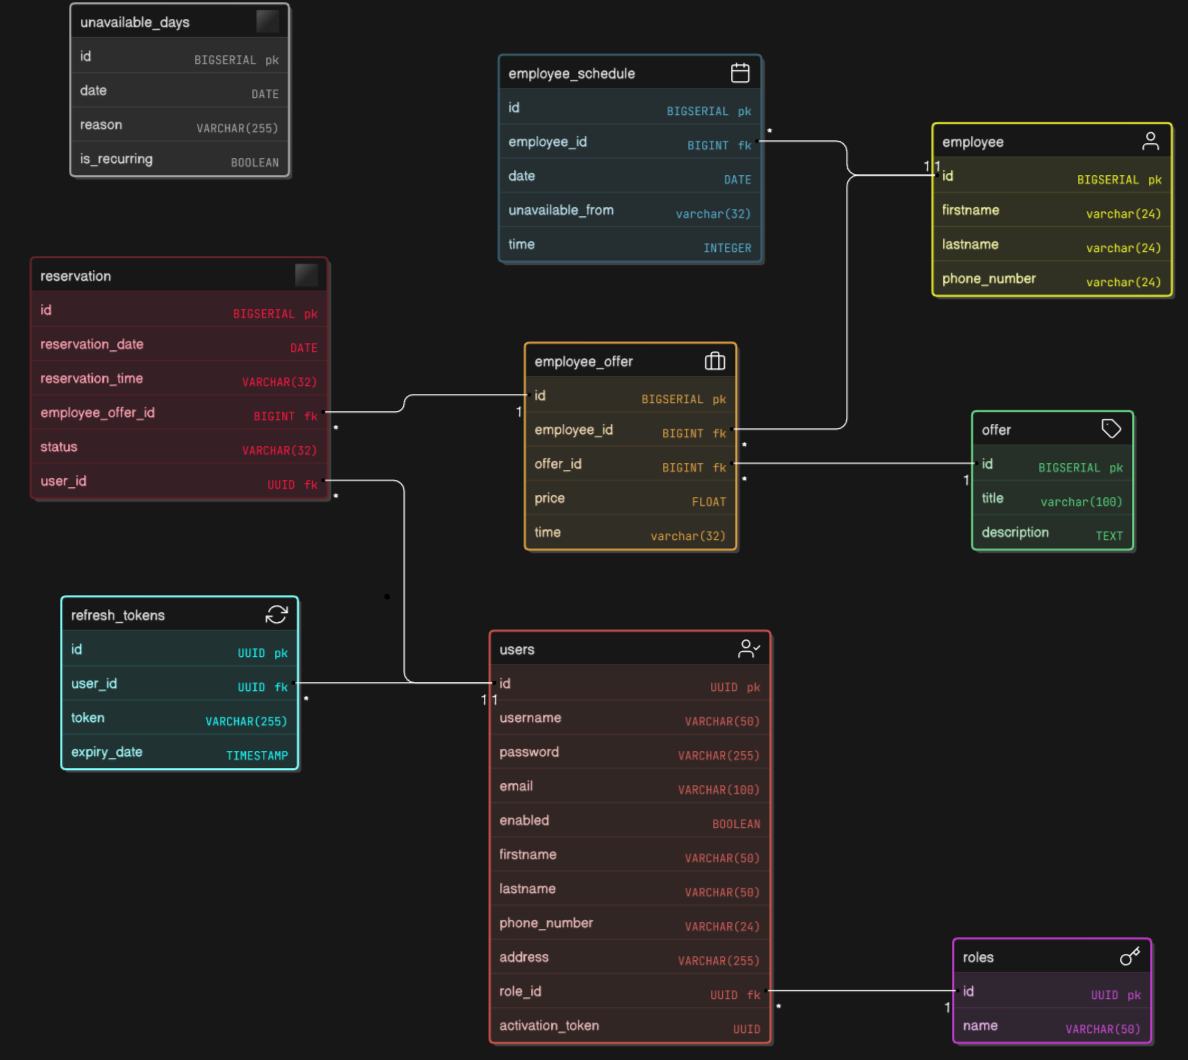 unavailable_days
id BIGSERIAL pk
date DATE
reason VARCHAR(255)
is_recurring BOOLEAN
employee_schedule
id BIGSERIAL pk
employee_id BIGINT fk
date DATE
unavailable_from varchar(32)
time INTEGER
*
employee
1 1
id BIGSERIAL pk
firstname varchar(24)
lastname varchar(24)
phone_number varchar(24)
reservation
id BIGSERIAL pk
reservation_date DATE
reservation_time VARCHAR(32)
employee_offer_id BIGINT fk
*
status VARCHAR(32)
user_id UUID fk
*
employee_offer
id BIGSERIAL pk
1
employee_id BIGINT fk
*
offer_id BIGINT fk
*
price FLOAT
time varchar(32)
offer
id BIGSERIAL pk
1
title varchar(100)
description TEXT
refresh_tokens
id UUID pk
user_id UUID fk
*
token VARCHAR(255)
expiry_date TIMESTAMP
users
id UUID pk
1 1
username VARCHAR(50)
password VARCHAR(255)
email VARCHAR(100)
enabled BOOLEAN
firstname VARCHAR(50)
lastname VARCHAR(50)
phone_number VARCHAR(24)
address VARCHAR(255)
role_id UUID fk
*
activation_token UUID
roles
id UUID pk
1
name VARCHAR(50)